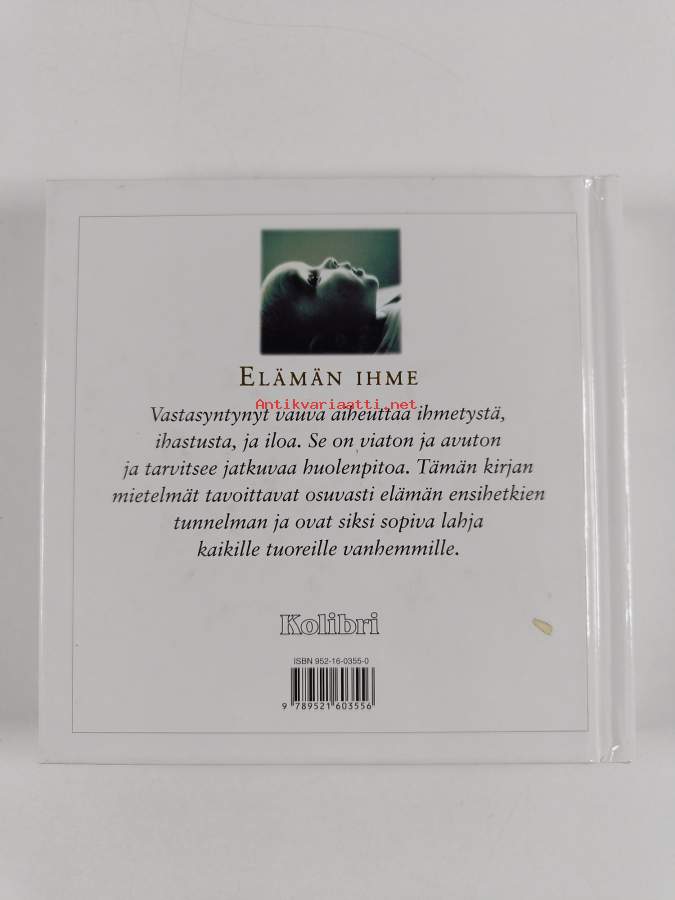 ELÄMÄN IHME
Antikvariaatti.net
Vastasyntynyt vauva aiheuttaa ihmetystä,
ihastusta, ja iloa. Se on viaton ja avuton
ja tarvitsee jatkuvaa huolenpitoa. Tämän kirjan
mietelmät tavoittavat osuvasti elämän ensihetkien
tunnelman ja ovat siksi sopiva lahja
kaikille tuoreille vanhemmille.
Kolibri
ISBN 952-16-0355-0
9 789521 603556